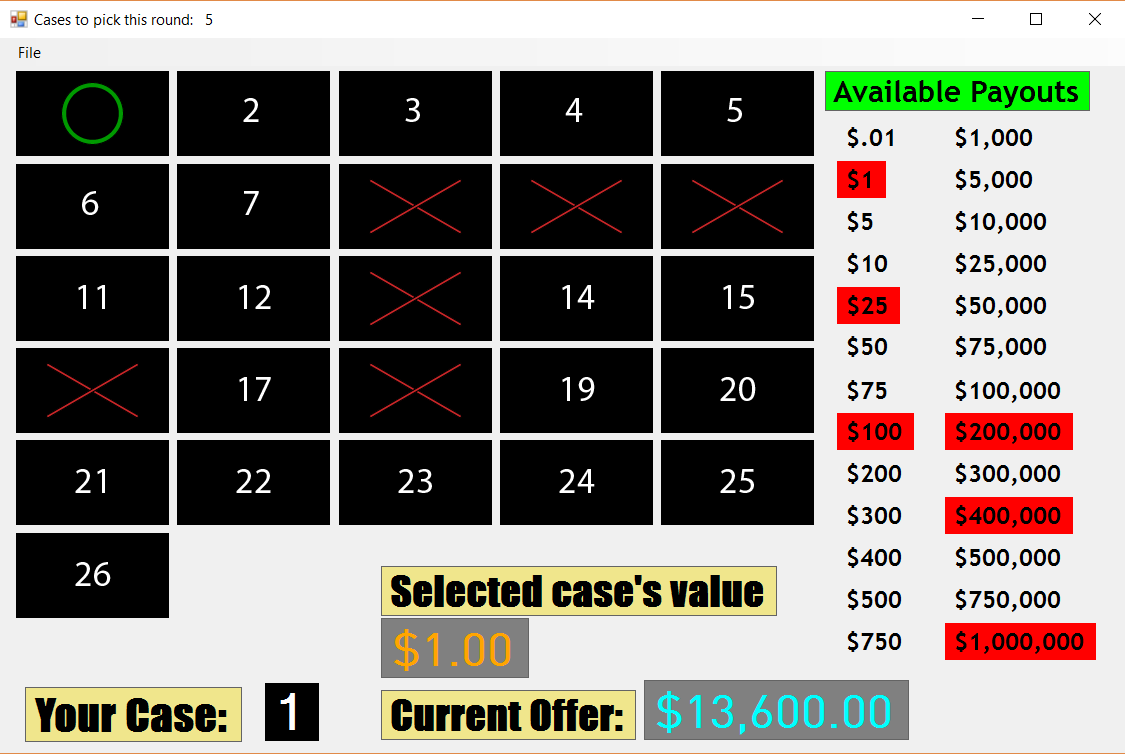 Cases to pick this round: 5
File
2 3 4 5
6 7
11 12 14 15
17 19 20
21 22 23 24 25
26
Available Payouts
$.01 $1,000
$1 $5,000
$5 $10,000
$10 $25,000
$25 $50,000
$50 $75,000
$75 $100,000
$100 $200,000
$200 $300,000
$300 $400,000
$400 $500,000
$500 $750,000
$750 $1,000,000
Selected case's value
$1.00
Your Case: 1
Current Offer: $13,600.00